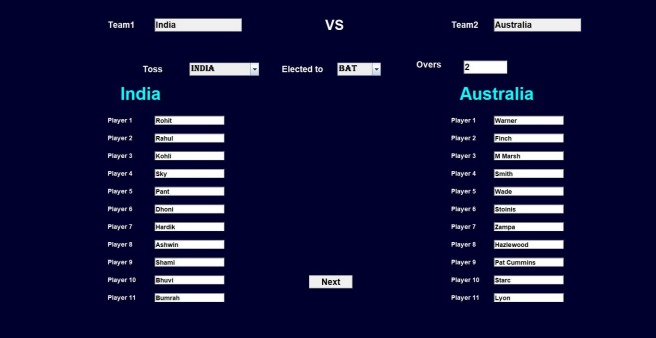 Team1 India VS Team2 Australia
Toss INDIA Elected to BAT Overs 2
India Australia
Player 1 Rohit Player 1 Warner
Player 2 Rahul Player 2 Finch
Player 3 Kohli Player 3 M Marsh
Player 4 Sky Player 4 Smith
Player 5 Pant Player 5 Wade
Player 6 Dhoni Player 6 Stoinis
Player 7 Hardik Player 7 Zampa
Player 8 Ashwin Player 8 Hazlewood
Player 9 Shami Player 9 Pat Cummins
Player 10 Bhuvi Next Player 10 Starc
Player 11 Bumrah Player 11 Lyon